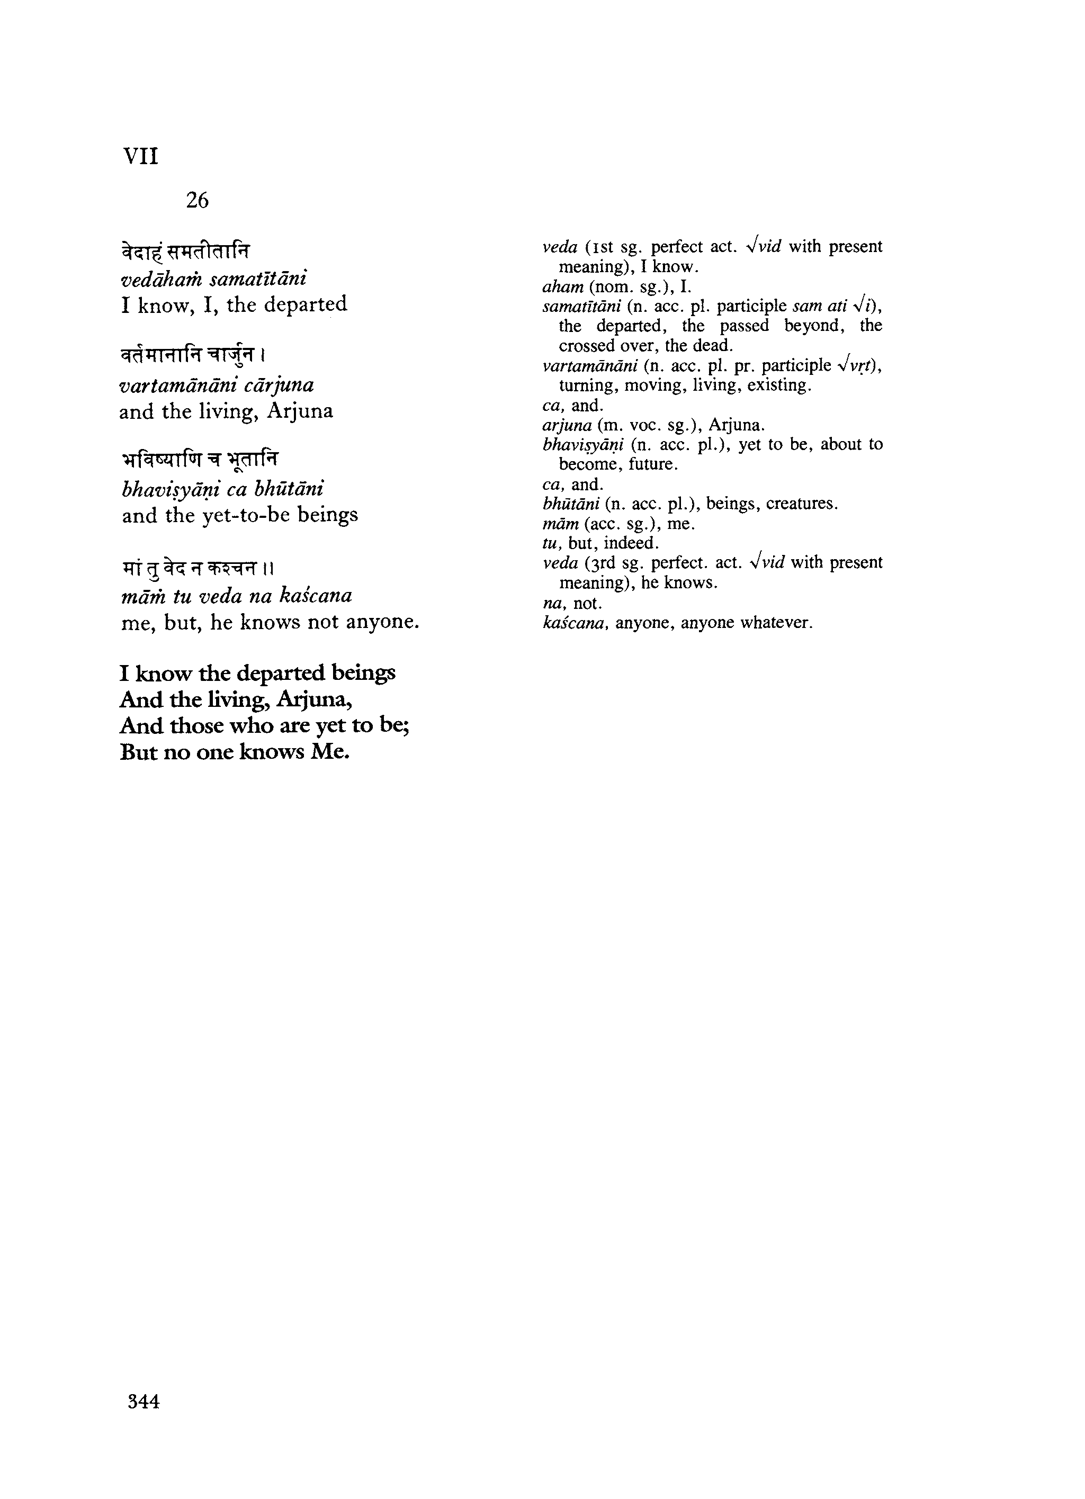 VII
26
वेदाहं समतीतानि
vedāhaṁ samatītāni
I know, I, the departed
वर्तमानानि चार्जुन ।
vartamānāni cārjuna
and the living, Arjuna
भविष्याणि च भूतानि
bhaviṣyāṇi ca bhūtāni
and the yet-to-be beings
मां तु वेद न कश्चन ॥
māṁ tu veda na kaścana
me, but, he knows not anyone.
I know the departed beings
And the living, Arjuna,
And those who are yet to be;
But no one knows Me.
veda (1st sg. perfect act. √vid with present
meaning), I know.
aham (nom. sg.), I.
samatītāni (n. acc. pl. participle sam ati √i),
the departed, the passed beyond, the
crossed over, the dead.
vartamānāni (n. acc. pl. pr. participle √vṛt),
turning, moving, living, existing.
ca, and.
arjuna (m. voc. sg.), Arjuna.
bhaviṣyāṇi (n. acc. pl.), yet to be, about to
become, future.
ca, and.
bhūtāni (n. acc. pl.), beings, creatures.
mām (acc. sg.), me.
tu, but, indeed.
veda (3rd sg. perfect. act. √vid with present
meaning), he knows.
na, not.
kaścana, anyone, anyone whatever.
344